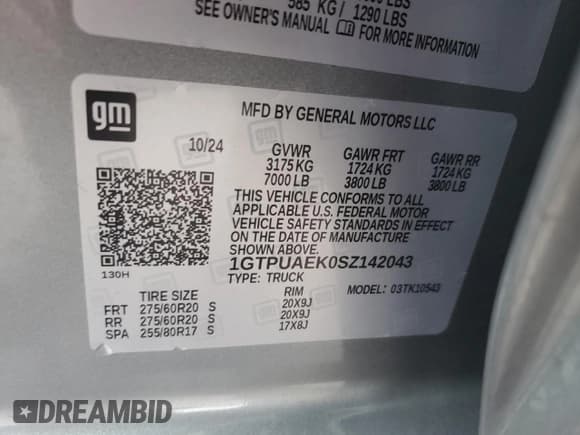 LBS
585 KG/ 1290 LBS
SEE OWNER'S MANUAL FOR MORE INFORMATION
gm
MFD BY GENERAL MOTORS LLC
10/24 GVWR GAWR FRT GAWR RR
3175 KG 1724 KG 1724 KG
7000 LB 3800 LB 3800 LB
THIS VEHICLE CONFORMS TO ALL
APPLICABLE U.S. FEDERAL MOTOR
VEHICLE SAFETY STANDARDS IN EFFECT
ON THE DATE OF MANUFACTURE
SHOWN ABOVE.
1GTPUAEK0SZ142043
TYPE: TRUCK
130H
MODEL: 03TK10543
TIRE SIZE RIM
FRT 275/60R20 S 20X9J
RR 275/60R20 S 20X9J
SPA 255/80R17 S 17X8J
DREAMBID